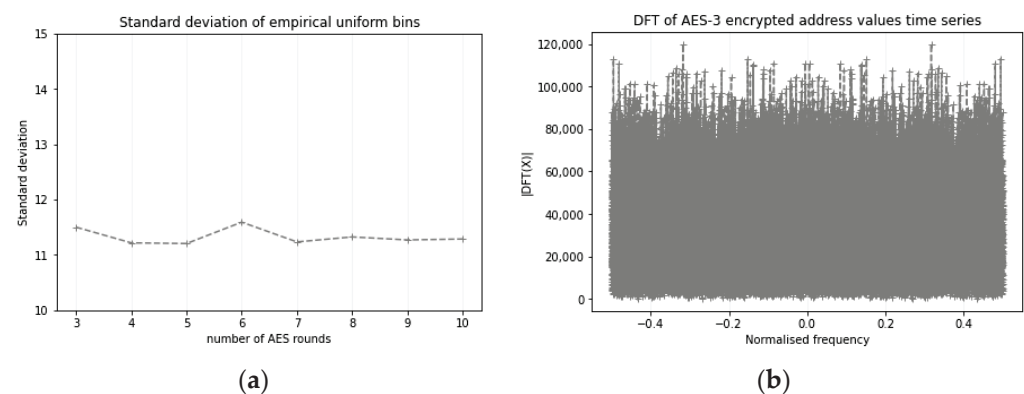 Standard deviation of empirical uniform bins
15
14
13
12
11
10
Standard deviation
3 4 5 6 7 8 9 10
number of AES rounds
(a)
DFT of AES-3 encrypted address values time series
120,000
100,000
80,000
60,000
40,000
20,000
0
|DFT(X)|
−0.4 −0.2 0.0 0.2 0.4
Normalised frequency
(b)